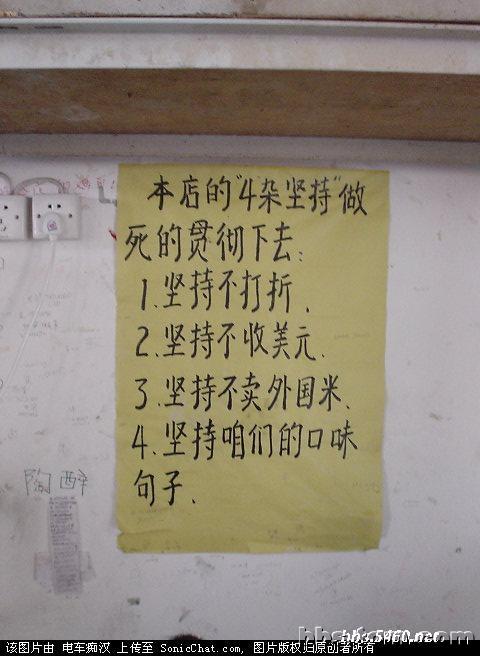 本店的"4杂坚持"做
死的贯彻下去:
1.坚持不打折.
2.坚持不收美元.
3.坚持不卖外国米.
4.坚持咱们的口味
句子.
陶醉
bbs.5460.net
该图片由 电车痴汉 上传至 SonicChat.com, 图片版权归原创者所有